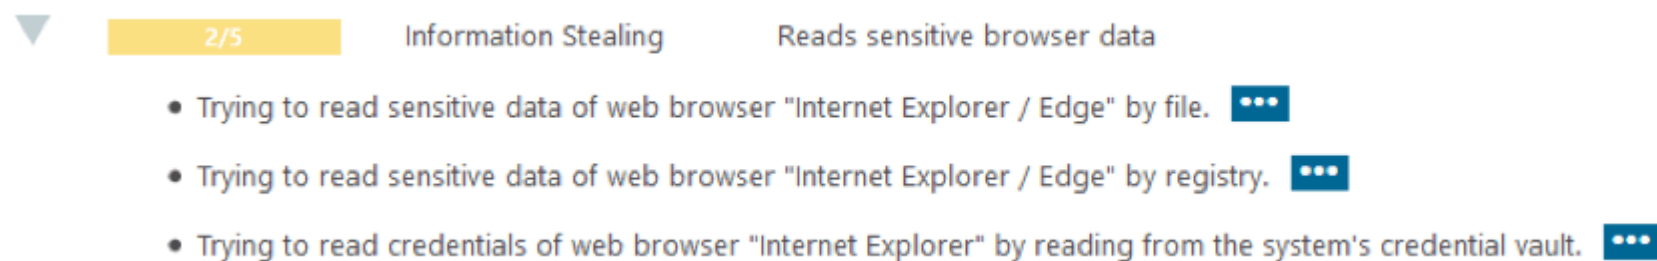 2/5 Information Stealing Reads sensitive browser data
• Trying to read sensitive data of web browser "Internet Explorer / Edge" by file. •••
• Trying to read sensitive data of web browser "Internet Explorer / Edge" by registry. •••
• Trying to read credentials of web browser "Internet Explorer" by reading from the system's credential vault. •••